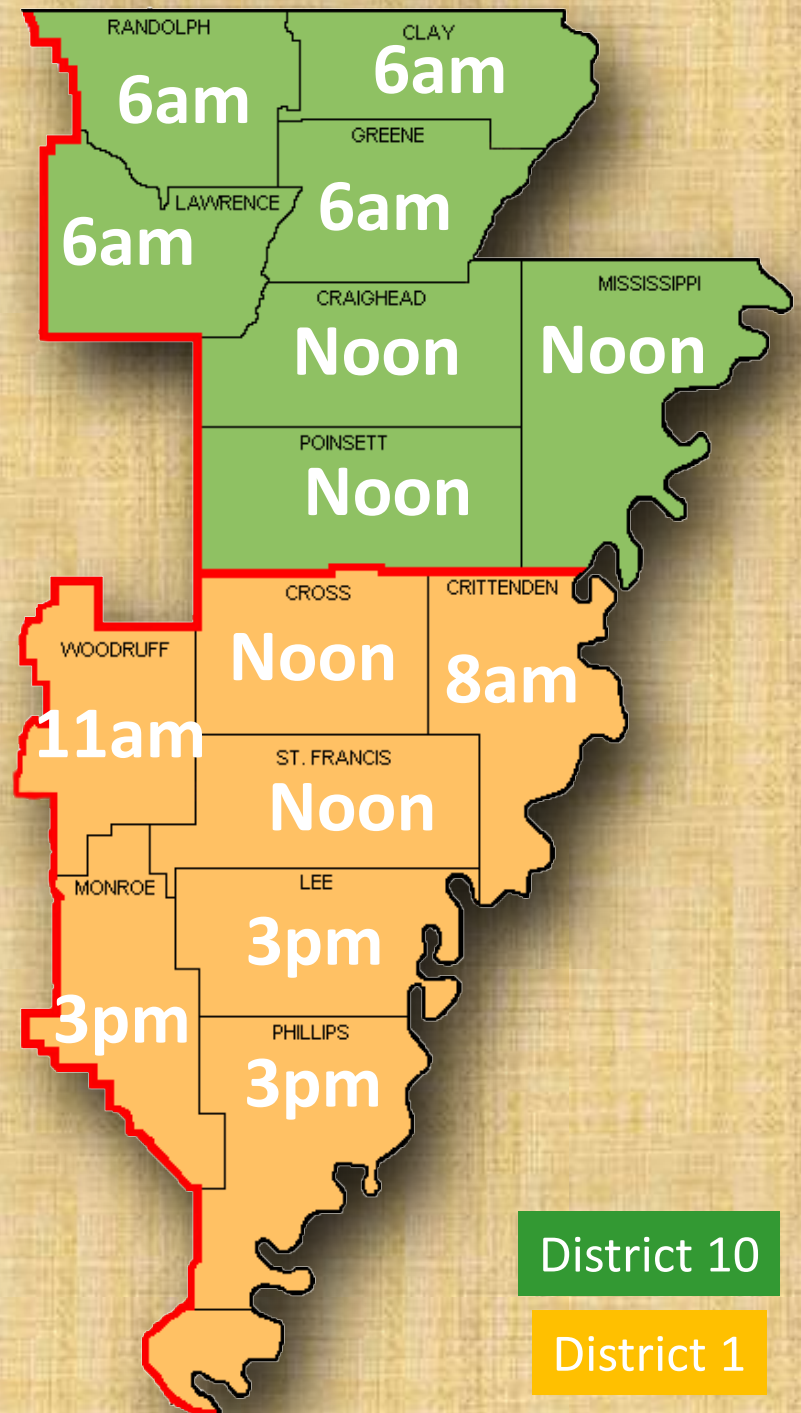 RANDOLPH
6am
CLAY
6am
GREENE
6am
LAWRENCE
6am
CRAIGHEAD
Noon
MISSISSIPPI
Noon
POINSETT
Noon
CROSS
Noon
CRITTENDEN
8am
WOODRUFF
11am
ST. FRANCIS
Noon
MONROE
3pm
LEE
3pm
PHILLIPS
3pm
District 10
District 1